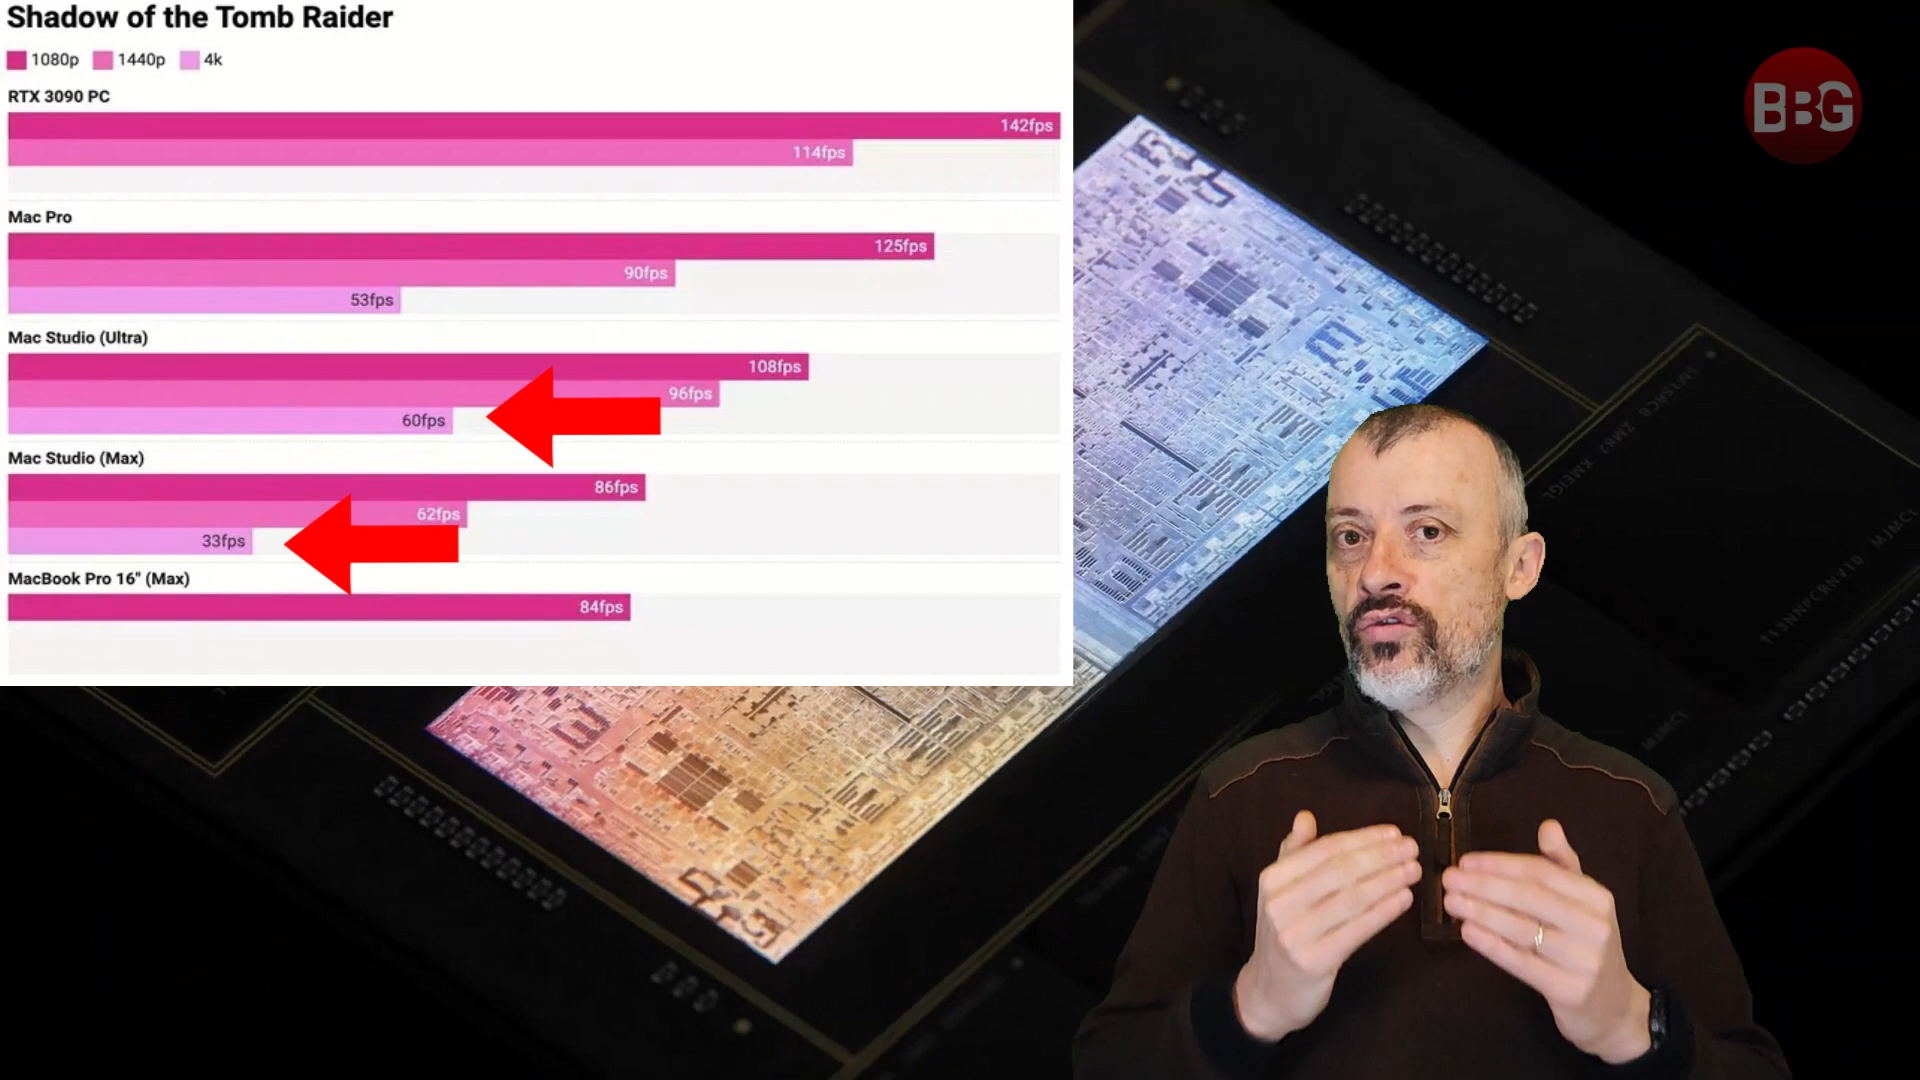 Shadow of the Tomb Raider
1080p 1440p 4k
RTX 3090 PC
142fps
114fps
Mac Pro
125fps
90fps
53fps
Mac Studio (Ultra)
108fps
96fps
60fps
Mac Studio (Max)
86fps
62fps
33fps
MacBook Pro 16" (Max)
84fps
BBG